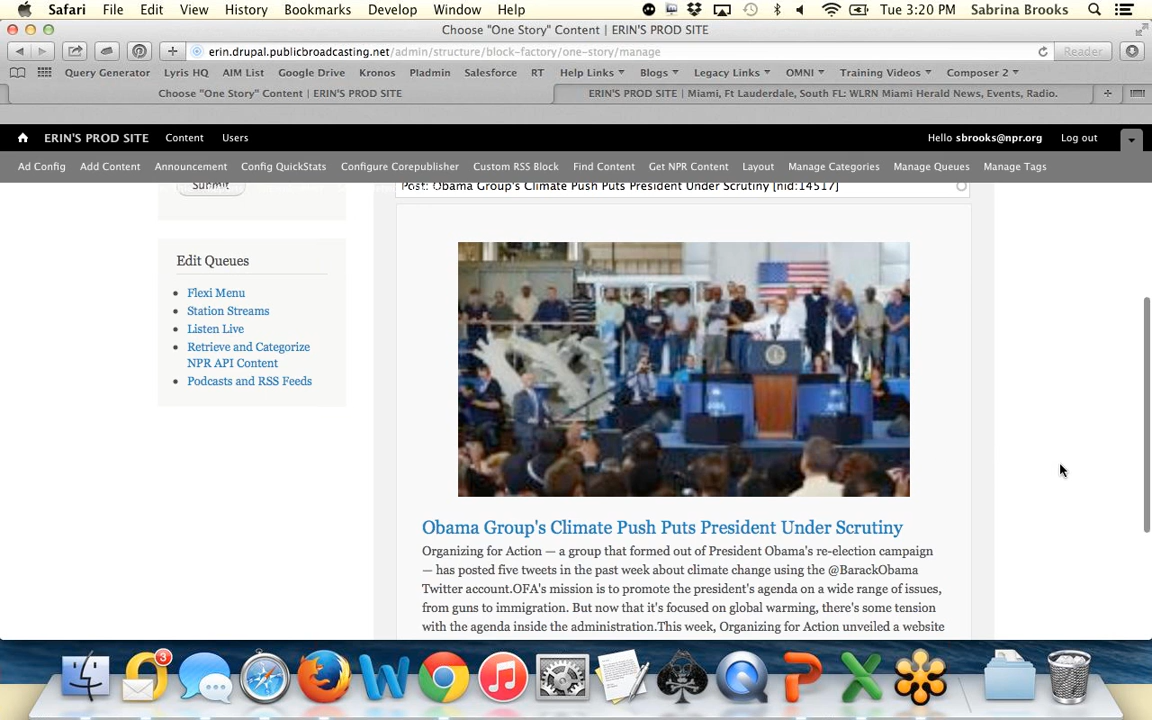 Safari File Edit View History Bookmarks Develop Window Help Tue 3:20 PM Sabrina Brooks
Choose "One Story" Content | ERIN'S PROD SITE
erin.drupal.publicbroadcasting.net/admin/structure/block-factory/one-story/manage Reader
Query Generator Lyris HQ AIM List Google Drive Kronos Pladmin Salesforce RT Help Links Blogs Legacy Links OMNI Training Videos Composer 2
Choose "One Story" Content | ERIN'S PROD SITE ERIN'S PROD SITE | Miami, Ft Lauderdale, South FL: WLRN Miami Herald News, Events, Radio.
ERIN'S PROD SITE Content Users Hello sbrooks@npr.org Log out
Ad Config Add Content Announcement Config QuickStats Configure Corepublisher Custom RSS Block Find Content Get NPR Content Layout Manage Categories Manage Queues Manage Tags
Submit
Post: Obama Group's Climate Push Puts President Under Scrutiny [nid:14517]
Edit Queues
Flexi Menu
Station Streams
Listen Live
Retrieve and Categorize
NPR API Content
Podcasts and RSS Feeds
Obama Group's Climate Push Puts President Under Scrutiny
Organizing for Action — a group that formed out of President Obama's re-election campaign
— has posted five tweets in the past week about climate change using the @BarackObama
Twitter account.OFA's mission is to promote the president's agenda on a wide range of issues,
from guns to immigration. But now that it's focused on global warming, there's some tension
with the agenda inside the administration.This week, Organizing for Action unveiled a website
3